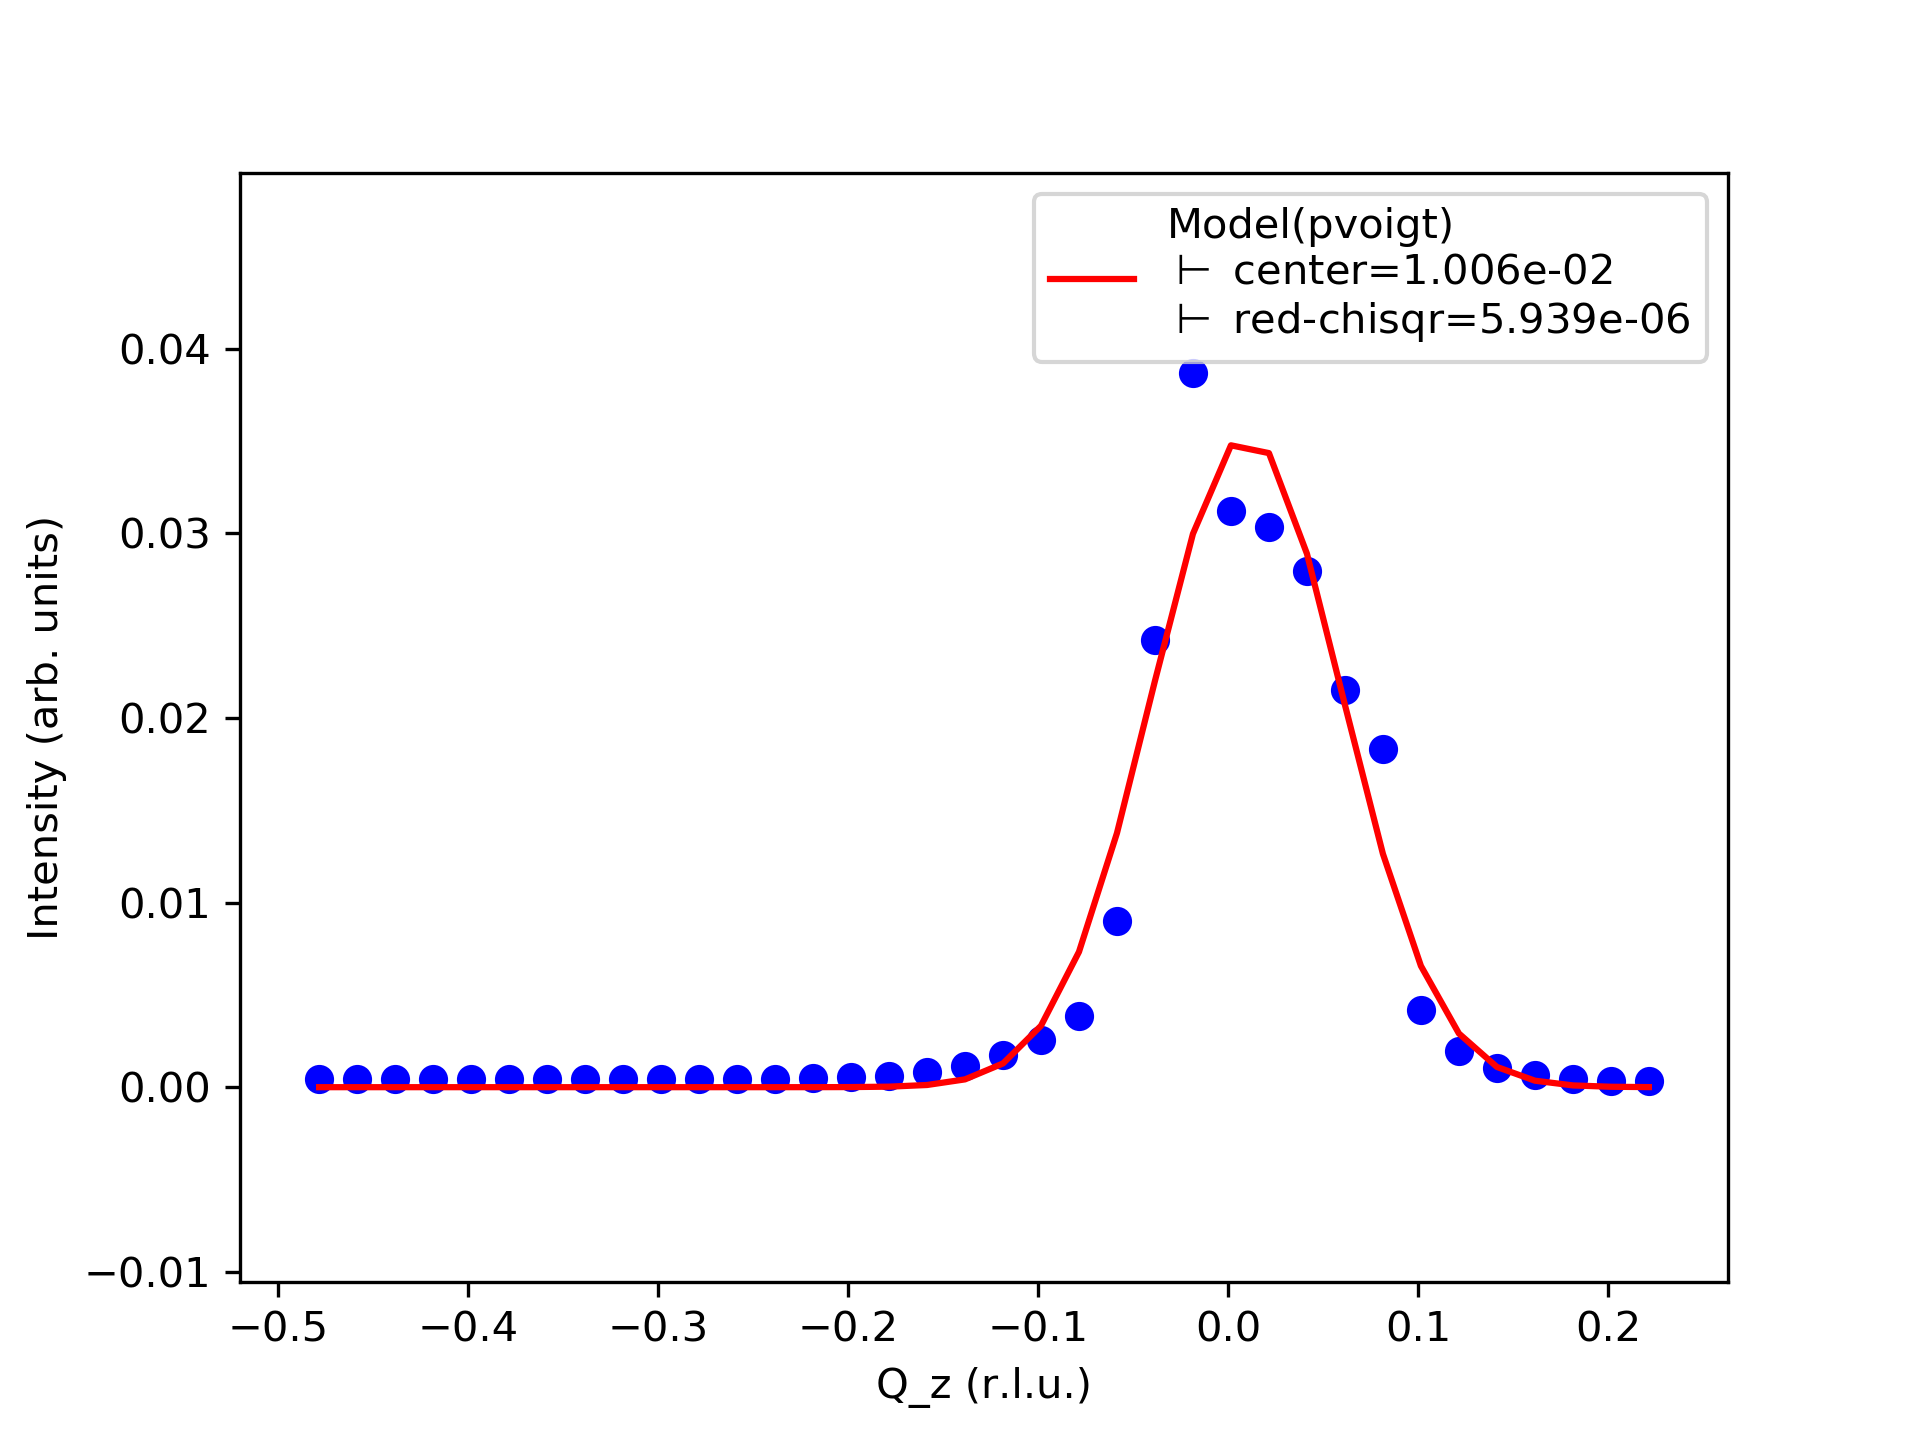 Model(pvoigt)
⊢ center=1.006e-02
⊢ red-chisqr=5.939e-06
0.04
0.03
0.02
0.01
0.00
−0.01
Intensity (arb. units)
−0.5 −0.4 −0.3 −0.2 −0.1 0.0 0.1 0.2
Q_z (r.l.u.)